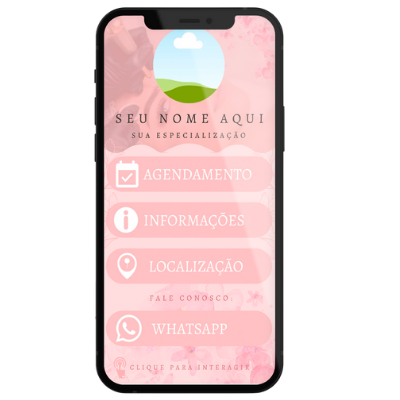 SEU NOME AQUI
SUA ESPECIALIZAÇÃO
AGENDAMENTO
INFORMAÇÕES
LOCALIZAÇÃO
FALE CONOSCO:
WHATSAPP
CLIQUE PARA INTERAGIR